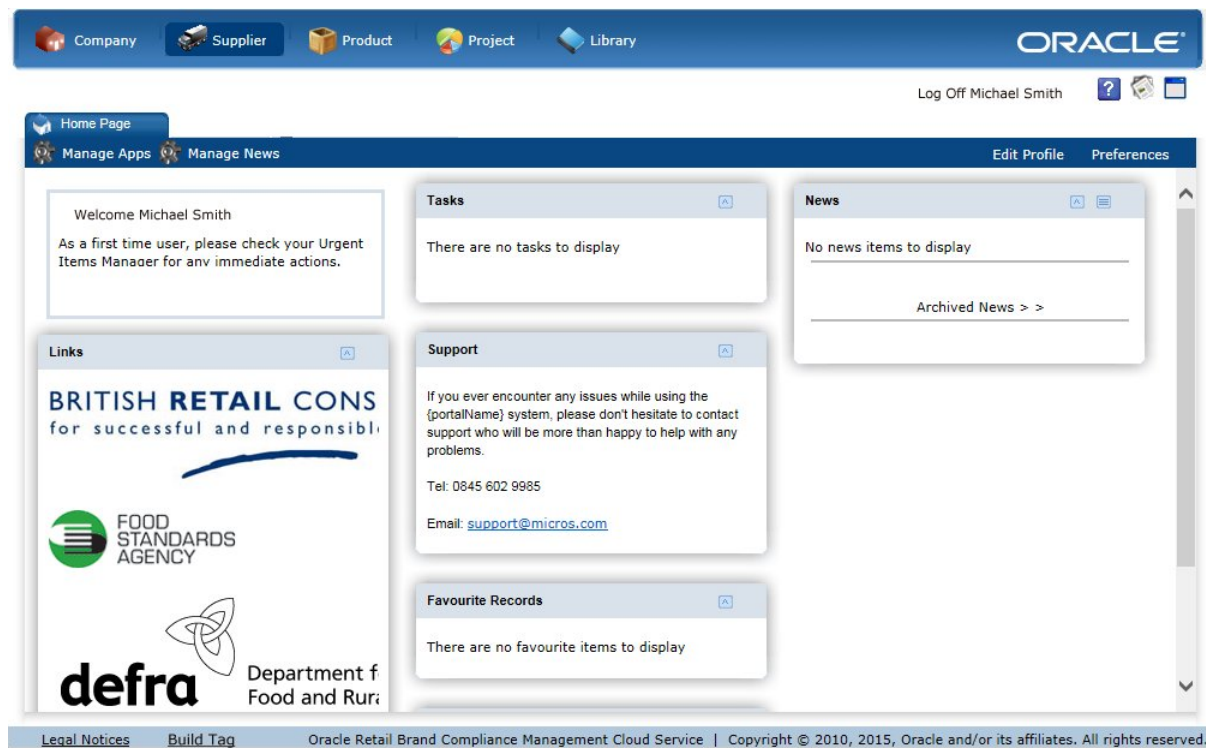 Company Supplier Product Project Library ORACLE
Log Off Michael Smith ?
Home Page
Manage Apps Manage News Edit Profile Preferences
Welcome Michael Smith
As a first time user, please check your Urgent
Items Manager for any immediate actions.
Links
BRITISH RETAIL CONS
for successful and responsibl
FOOD
STANDARDS
AGENCY
defra
Department f
Food and Rura
Tasks
There are no tasks to display
Support
If you ever encounter any issues while using the
{portalName} system, please don't hesitate to contact
support who will be more than happy to help with any
problems.
Tel: 0845 602 9985
Email: support@micros.com
Favourite Records
There are no favourite items to display
News
No news items to display
Archived News > >
Legal Notices Build Tag Oracle Retail Brand Compliance Management Cloud Service | Copyright © 2010, 2015, Oracle and/or its affiliates. All rights reserved.